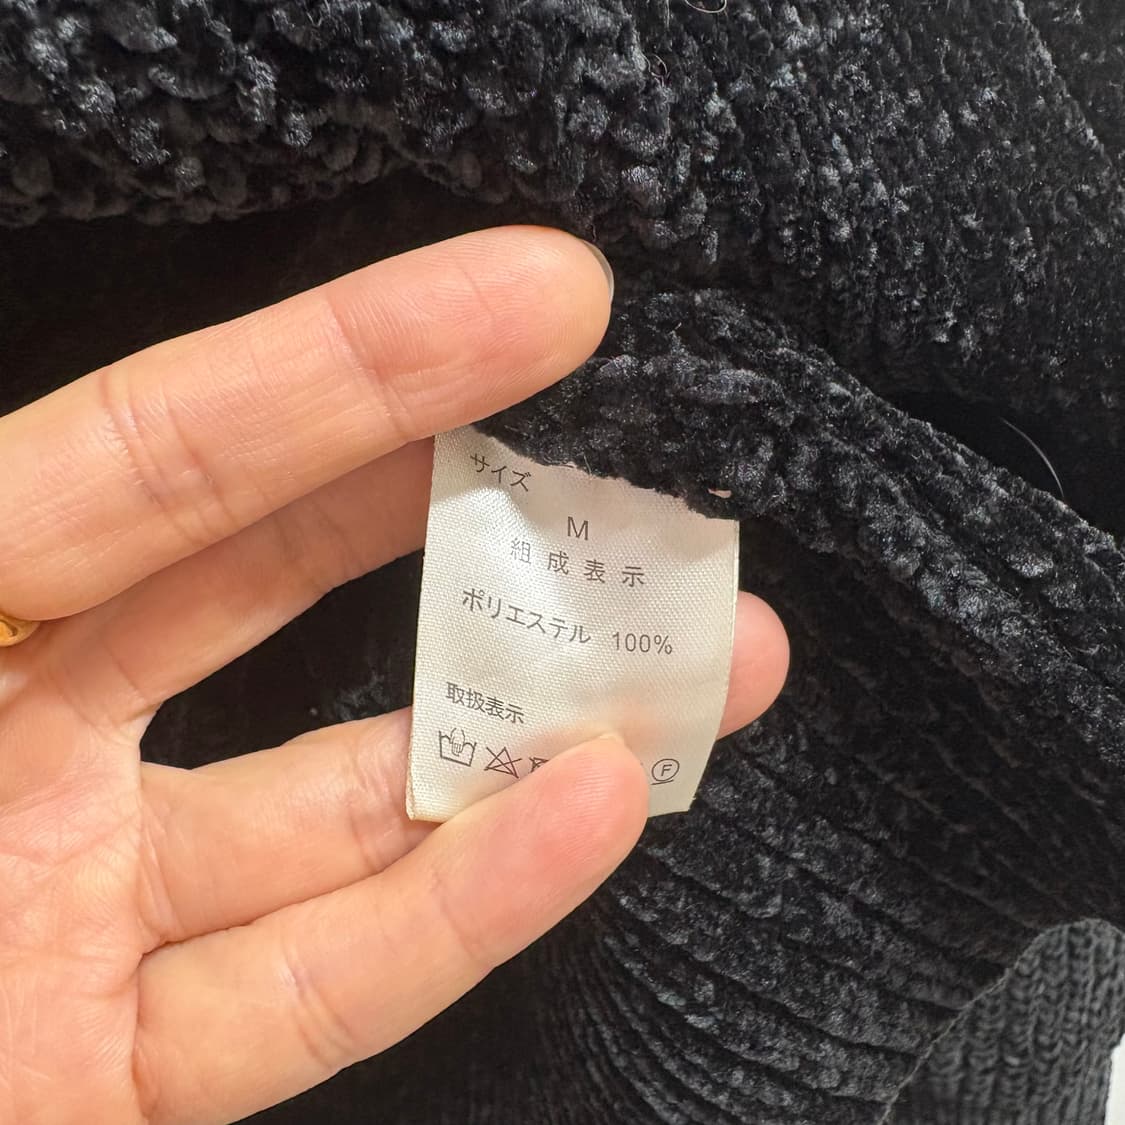 サイズ
M
組成表示
ポリエステル 100%
取扱表示
F